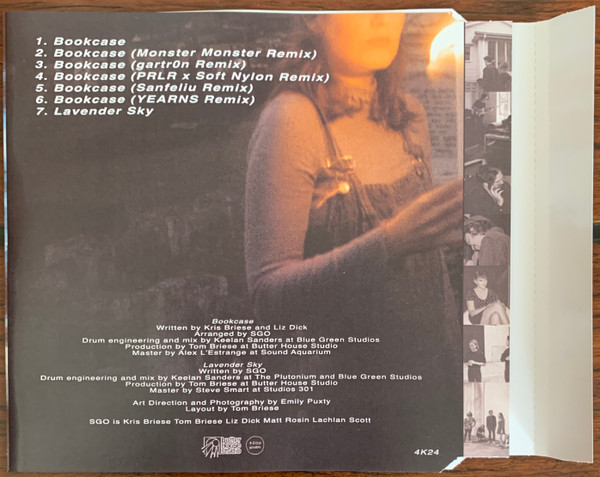 1. Bookcase
2. Bookcase (Monster Monster Remix)
3. Bookcase (gartr0n Remix)
4. Bookcase (PRLR x Soft Nylon Remix)
5. Bookcase (Sanfeliu Remix)
6. Bookcase (YEARNS Remix)
7. Lavender Sky
Bookcase
Written by Kris Briese and Liz Dick
Arranged by SGO
Drum engineering and mix by Keelan Sanders at Blue Green Studios
Production by Tom Briese at Butter House Studio
Master by Alex L'Estrange at Sound Aquarium
Lavender Sky
Written by SGO
Drum engineering and mix by Keelan Sanders at The Plutonium and Blue Green Studios
Production by Tom Briese at Butter House Studio
Master by Steve Smart at Studios 301
Art Direction and Photography by Emily Puxty
Layout by Tom Briese
SGO is Kris Briese Tom Briese Liz Dick Matt Rosin Lachlan Scott
4K24